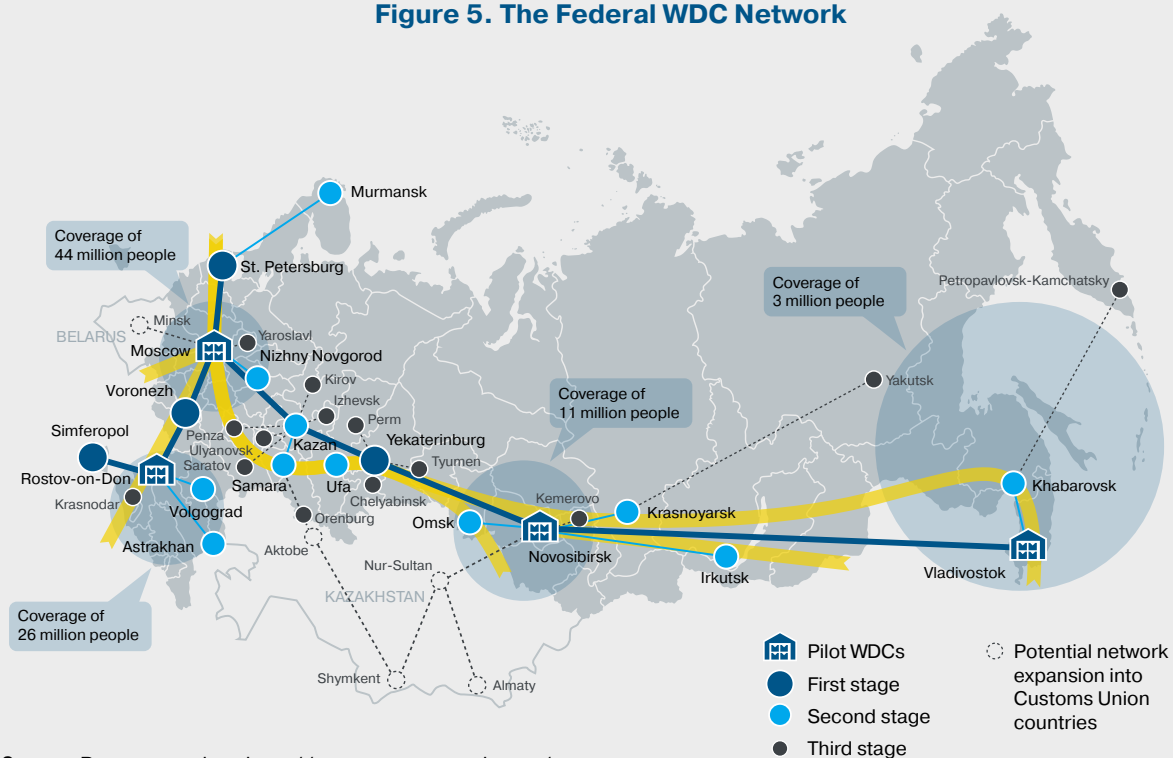 Figure 5. The Federal WDC Network
Murmansk
Coverage of
44 million people
St. Petersburg
Coverage of
3 million people
Petropavlovsk-Kamchatsky
Minsk
BELARUS
Yaroslavl
Moscow
Nizhny Novgorod
Kirov
Yakutsk
Voronezh
Izhevsk
Coverage of
11 million people
Perm
Simferopol
Penza
Ulyanovsk
Kazan
Yekaterinburg
Saratov
Tyumen
Rostov-on-Don
Samara
Ufa
Chelyabinsk
Krasnodar
Volgograd
Orenburg
Kemerovo
Krasnoyarsk
Khabarovsk
Omsk
Astrakhan
Aktobe
Novosibirsk
Nur-Sultan
Irkutsk
Vladivostok
KAZAKHSTAN
Coverage of
26 million people
Shymkent
Almaty
Pilot WDCs
First stage
Second stage
Third stage
Potential network
expansion into
Customs Union
countries